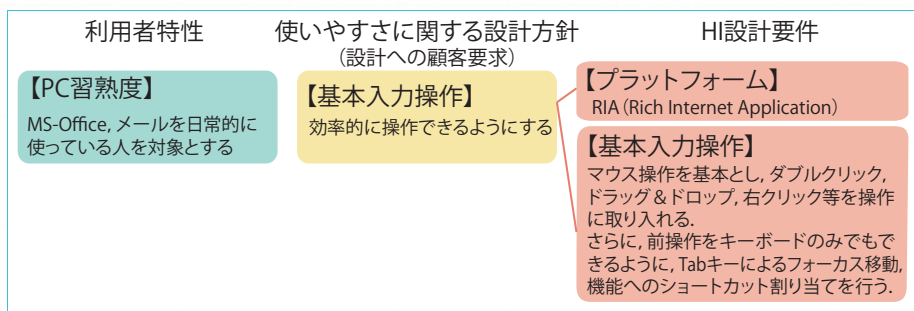 利用者特性
使いやすさに関する設計方針
（設計への顧客要求）
HI設計要件
【PC習熟度】
MS-Office, メールを日常的に
使っている人を対象とする
【基本入力操作】
効率的に操作できるようにする
【プラットフォーム】
RIA（Rich Internet Application）
【基本入力操作】
マウス操作を基本とし, ダブルクリック,
ドラッグ＆ドロップ, 右クリック等を操作
に取り入れる.
さらに, 前操作をキーボードのみでもで
きるように, Tabキーによるフォーカス移動,
機能へのショートカット割り当てを行う.